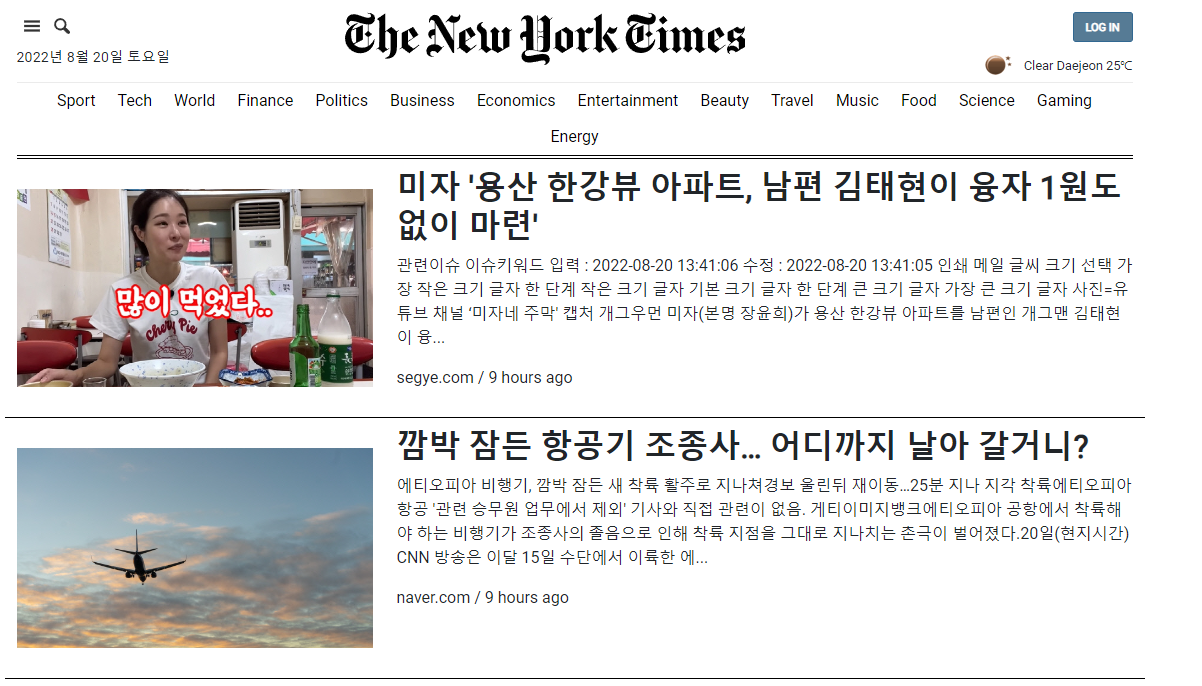 The New York Times
LOG IN
2022년 8월 20일 토요일
Clear Daejeon 25℃
Sport Tech World Finance Politics Business Economics Entertainment Beauty Travel Music Food Science Gaming
Energy
미자 '용산 한강뷰 아파트, 남편 김태현이 융자 1원도
없이 마련'
관련이슈 이슈키워드 입력 : 2022-08-20 13:41:06 수정 : 2022-08-20 13:41:05 인쇄 메일 글씨 크기 선택 가
장 작은 크기 글자 한 단계 작은 크기 글자 기본 크기 글자 한 단계 큰 크기 글자 가장 큰 크기 글자 사진=유
튜브 채널 ‘미자네 주막' 캡처 개그우먼 미자(본명 장윤희)가 용산 한강뷰 아파트를 남편인 개그맨 김태현
이 융...
segye.com / 9 hours ago
많이 먹었다..
Cherry Pie
깜박 잠든 항공기 조종사… 어디까지 날아 갈거니?
에티오피아 비행기, 깜박 잠든 새 착륙 활주로 지나쳐경보 울린뒤 재이동…25분 지나 지각 착륙에티오피아
항공 '관련 승무원 업무에서 제외' 기사와 직접 관련이 없음. 게티이미지뱅크에티오피아 공항에서 착륙해
야 하는 비행기가 조종사의 졸음으로 인해 착륙 지점을 그대로 지나치는 촌극이 벌어졌다.20일(현지시간)
CNN 방송은 이달 15일 수단에서 이륙한 에...
naver.com / 9 hours ago